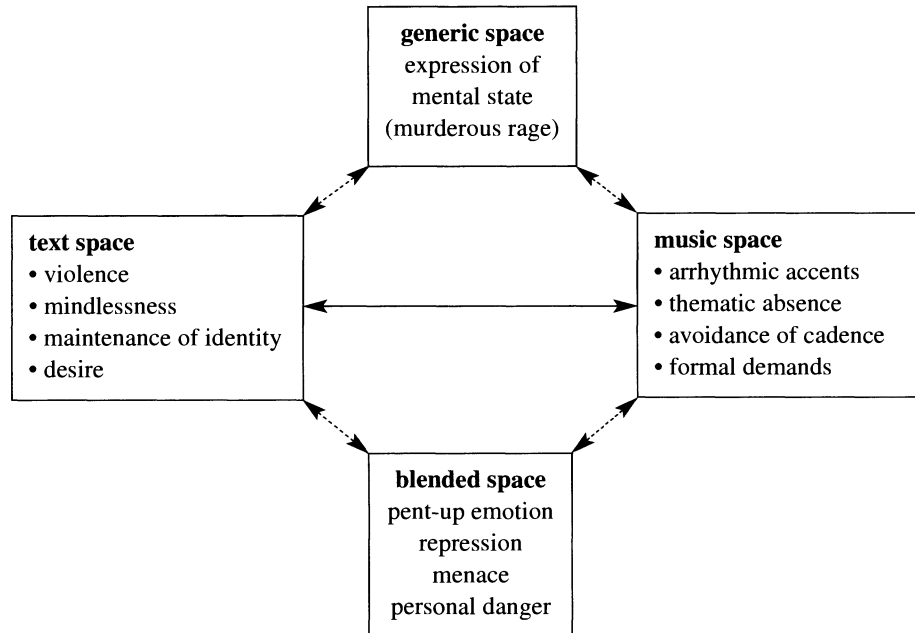 generic space
expression of
mental state
(murderous rage)
text space
• violence
• mindlessness
• maintenance of identity
• desire
music space
• arrhythmic accents
• thematic absence
• avoidance of cadence
• formal demands
blended space
pent-up emotion
repression
menace
personal danger